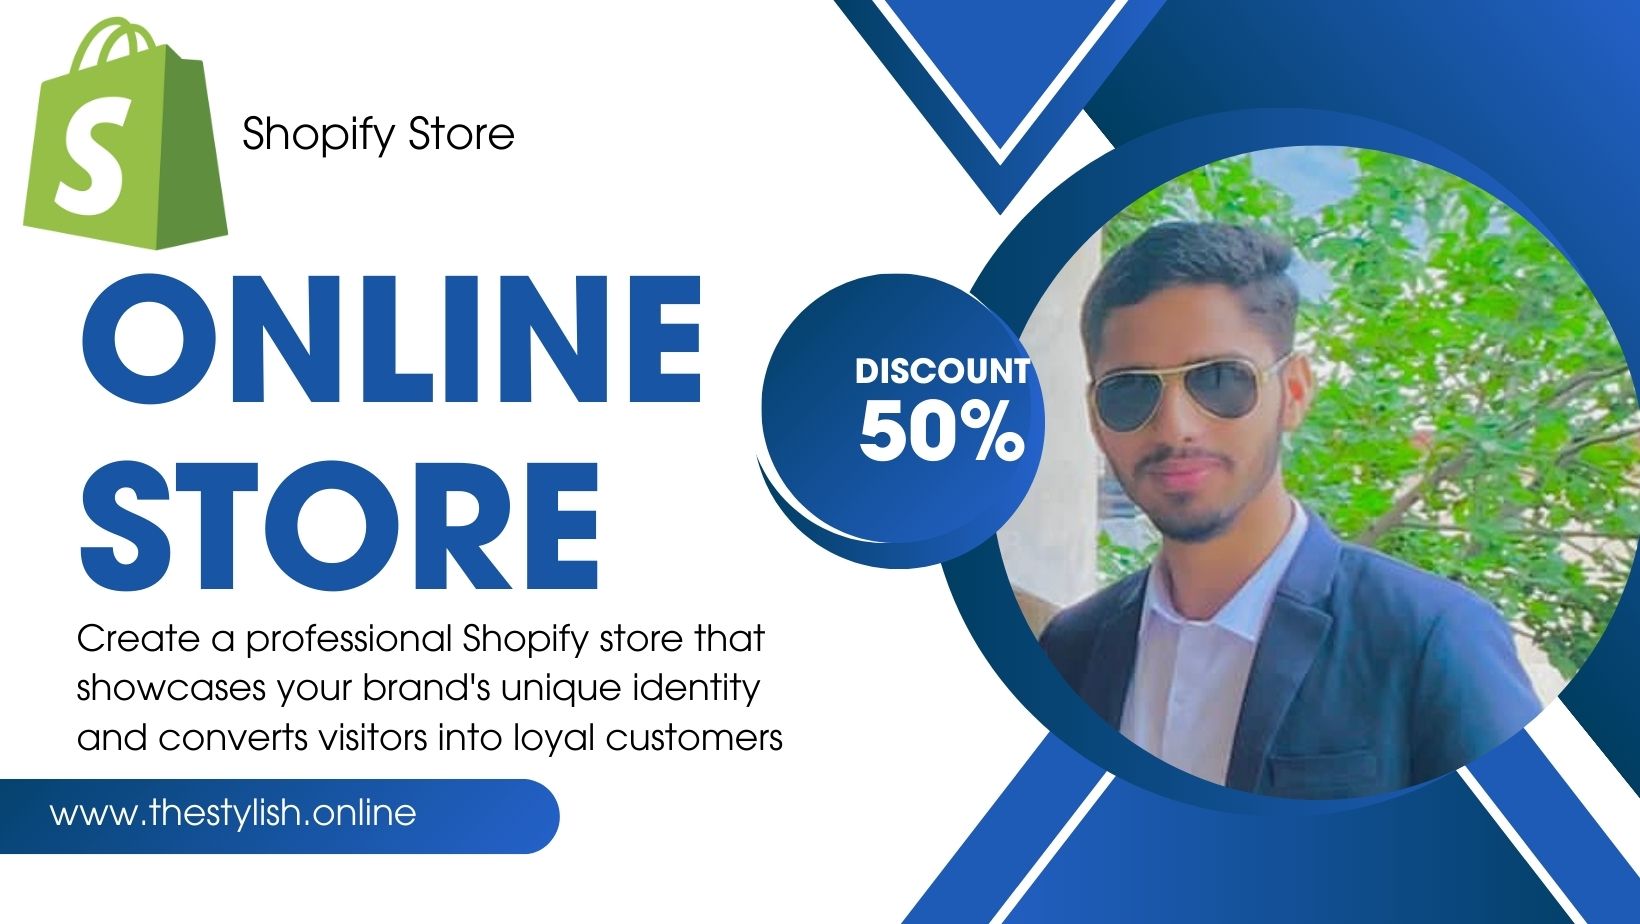 S
Shopify Store
ONLINE
STORE
DISCOUNT
50%
Create a professional Shopify store that
showcases your brand's unique identity
and converts visitors into loyal customers
www.thestylish.online